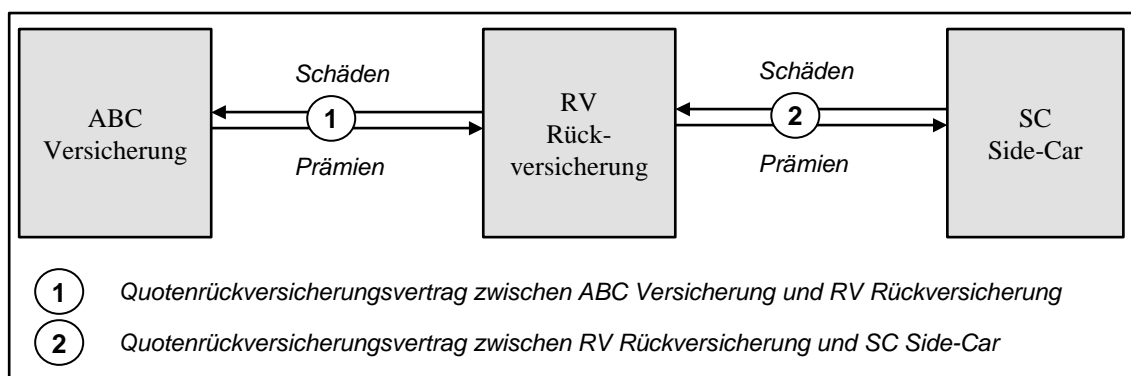 ABC
Versicherung
Schäden
1
Prämien
RV
Rück-
versicherung
Schäden
2
Prämien
SC
Side-Car
1 Quotenrückversicherungsvertrag zwischen ABC Versicherung und RV Rückversicherung
2 Quotenrückversicherungsvertrag zwischen RV Rückversicherung und SC Side-Car